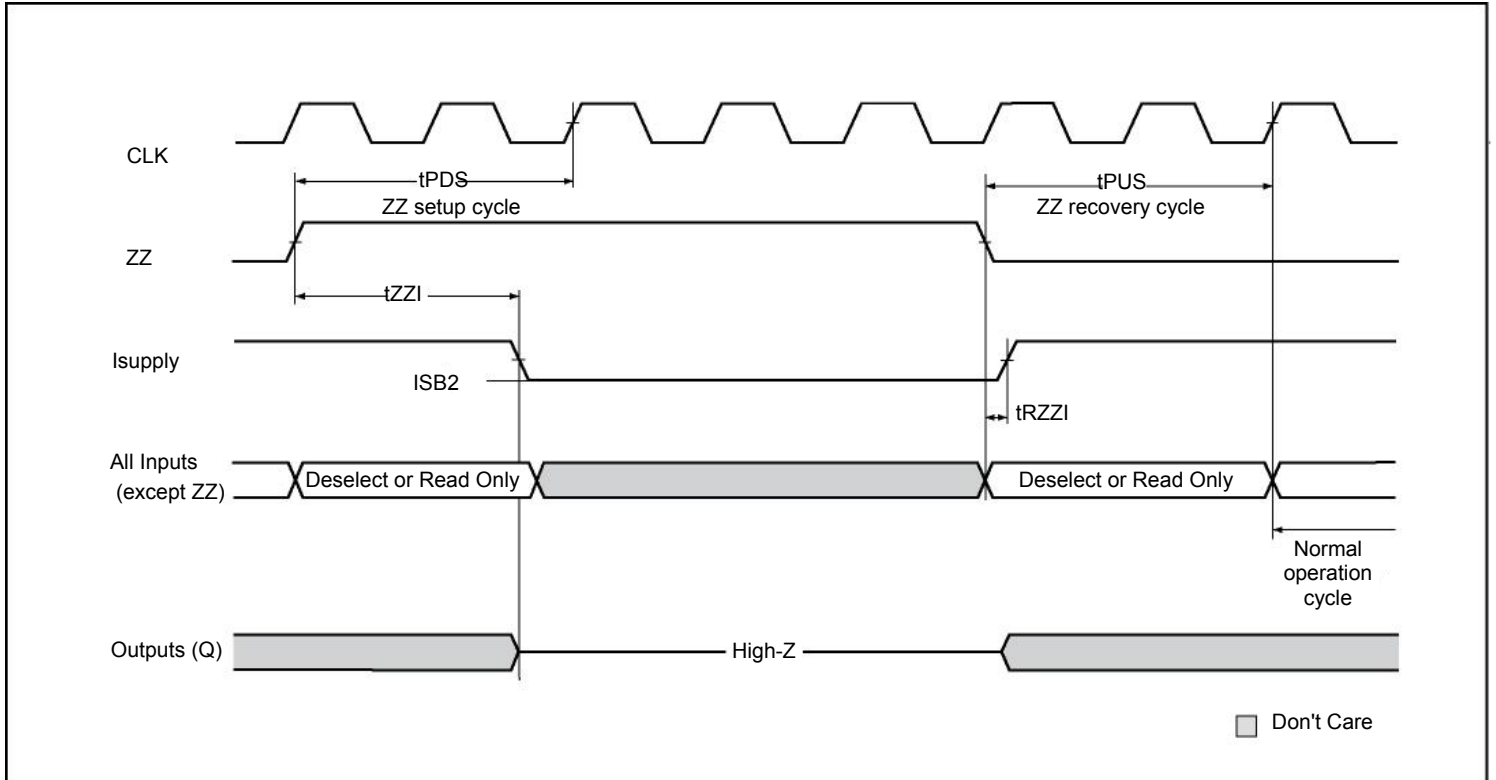 CLK
tPDS
tPUS
ZZ setup cycle
ZZ recovery cycle
ZZ
tZZI
Isupply
ISB2
tRZZI
All Inputs
(except ZZ)
Deselect or Read Only
Deselect or Read Only
Normal
operation
cycle
Outputs (Q)
High-Z
Don't Care